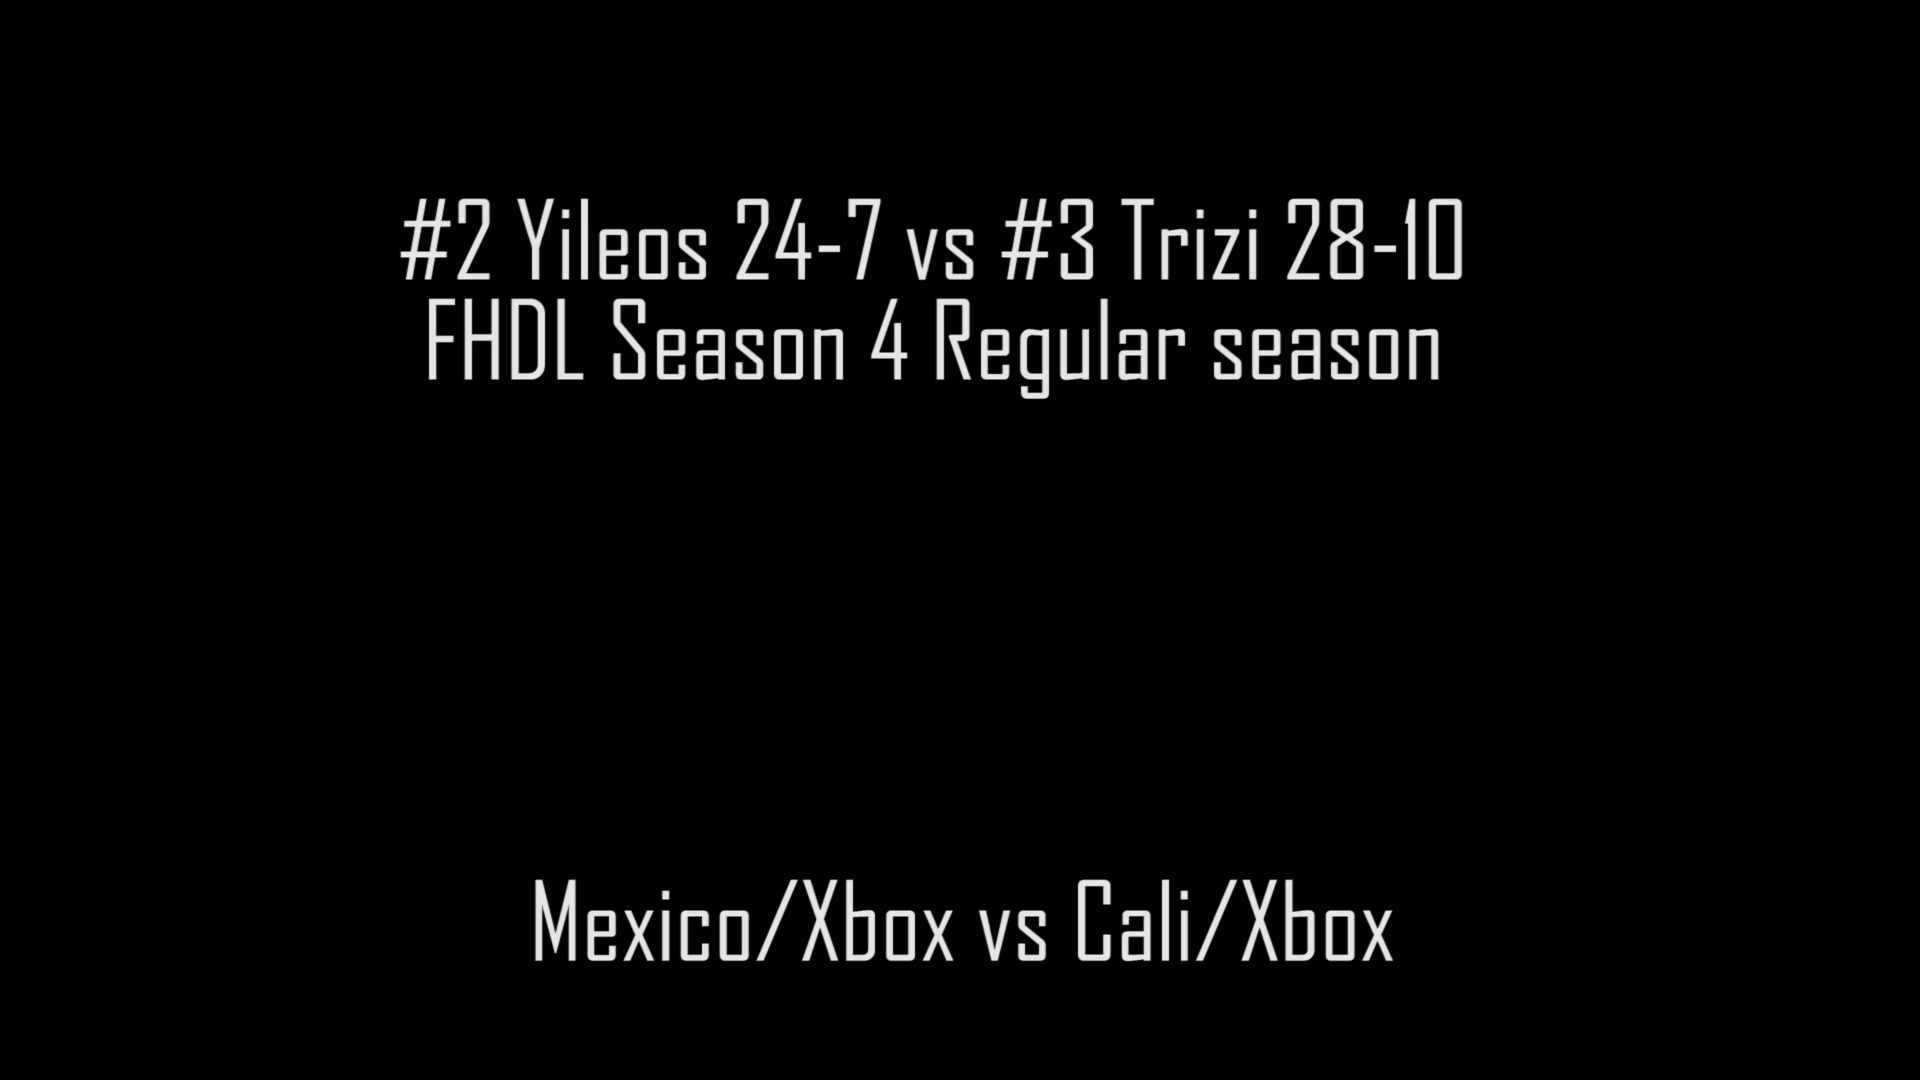 #2 Yileos 24-7 vs #3 Trizi 28-10
FHDL Season 4 Regular season
Mexico/Xbox vs Cali/Xbox